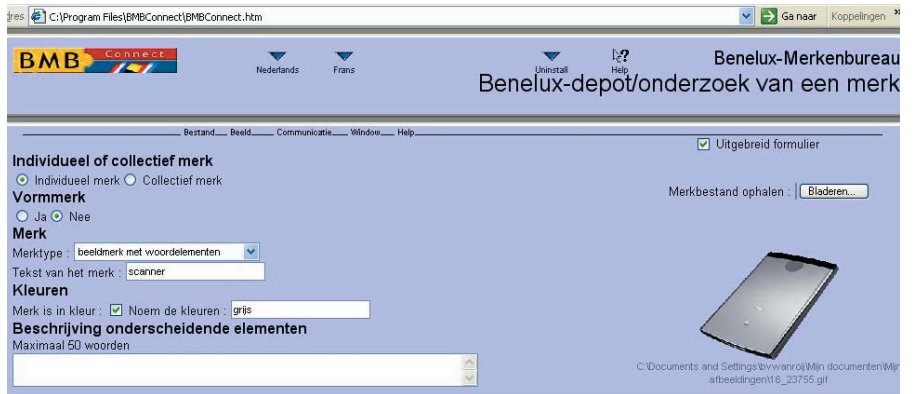 dres C:\Program Files\BMBConnect\BMBConnect.htm Ga naar Koppelingen »
BMB Connect
Nederlands Frans Uninstall Help
Benelux-Merkenbureau
Benelux-depot/onderzoek van een merk
Bestand Beeld Communicatie Window Help
Uitgebreid formulier
Individueel of collectief merk
Individueel merk Collectief merk
Merkbestand ophalen : Bladeren...
Vormmerk
Ja Nee
Merk
Merktype : beeldmerk met woordelementen
Tekst van het merk : scanner
Kleuren
Merk is in kleur : Noem de kleuren : grijs
Beschrijving onderscheidende elementen
Maximaal 50 woorden
C:\Documents and Settings\bvwanroij\Mijn documenten\Mijn
afbeeldingen\16_23755.gif